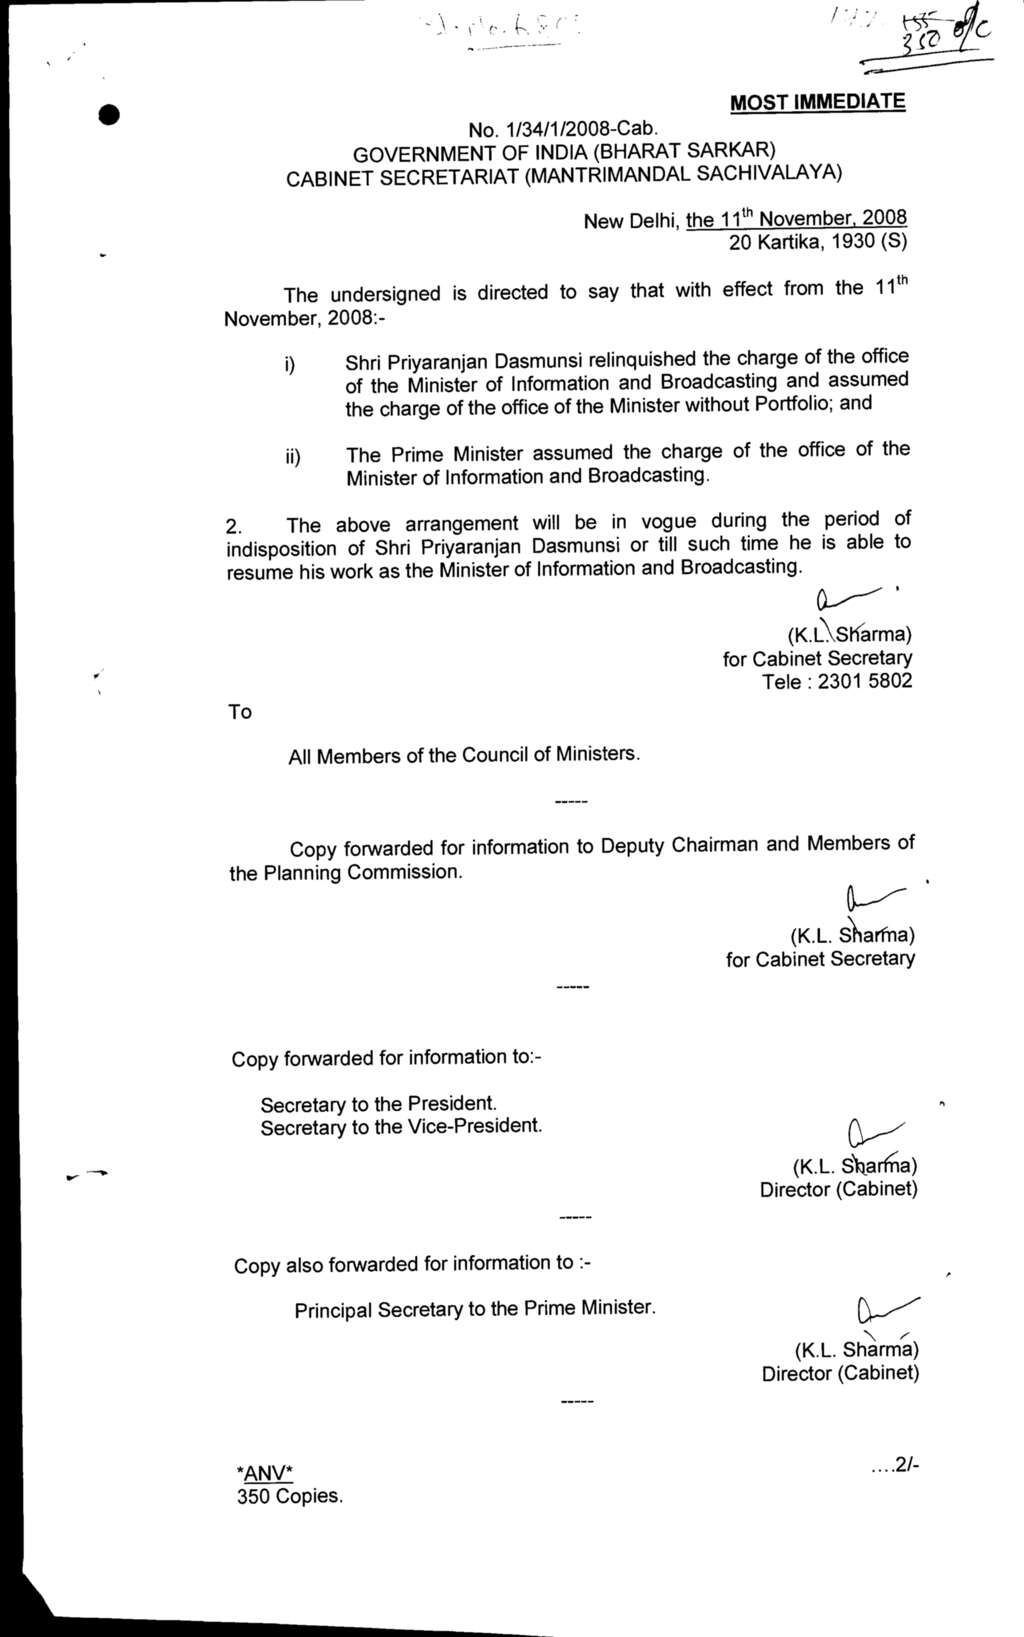 350 o/c
MOST IMMEDIATE
No. 1/34/1/2008-Cab.
GOVERNMENT OF INDIA (BHARAT SARKAR)
CABINET SECRETARIAT (MANTRIMANDAL SACHIVALAYA)
New Delhi, the 11th November, 2008
20 Kartika, 1930 (S)
The undersigned is directed to say that with effect from the 11th
November, 2008:-
i) Shri Priyaranjan Dasmunsi relinquished the charge of the office
of the Minister of Information and Broadcasting and assumed
the charge of the office of the Minister without Portfolio; and
ii) The Prime Minister assumed the charge of the office of the
Minister of Information and Broadcasting.
2. The above arrangement will be in vogue during the period of
indisposition of Shri Priyaranjan Dasmunsi or till such time he is able to
resume his work as the Minister of Information and Broadcasting.
(K.L. Sharma)
for Cabinet Secretary
Tele : 2301 5802
To
All Members of the Council of Ministers.
-----
Copy forwarded for information to Deputy Chairman and Members of
the Planning Commission.
(K.L. Sharma)
for Cabinet Secretary
-----
Copy forwarded for information to:-
Secretary to the President.
Secretary to the Vice-President.
(K.L. Sharma)
Director (Cabinet)
-----
Copy also forwarded for information to :-
Principal Secretary to the Prime Minister.
(K.L. Sharma)
Director (Cabinet)
-----
*ANV* ....2/-
350 Copies.